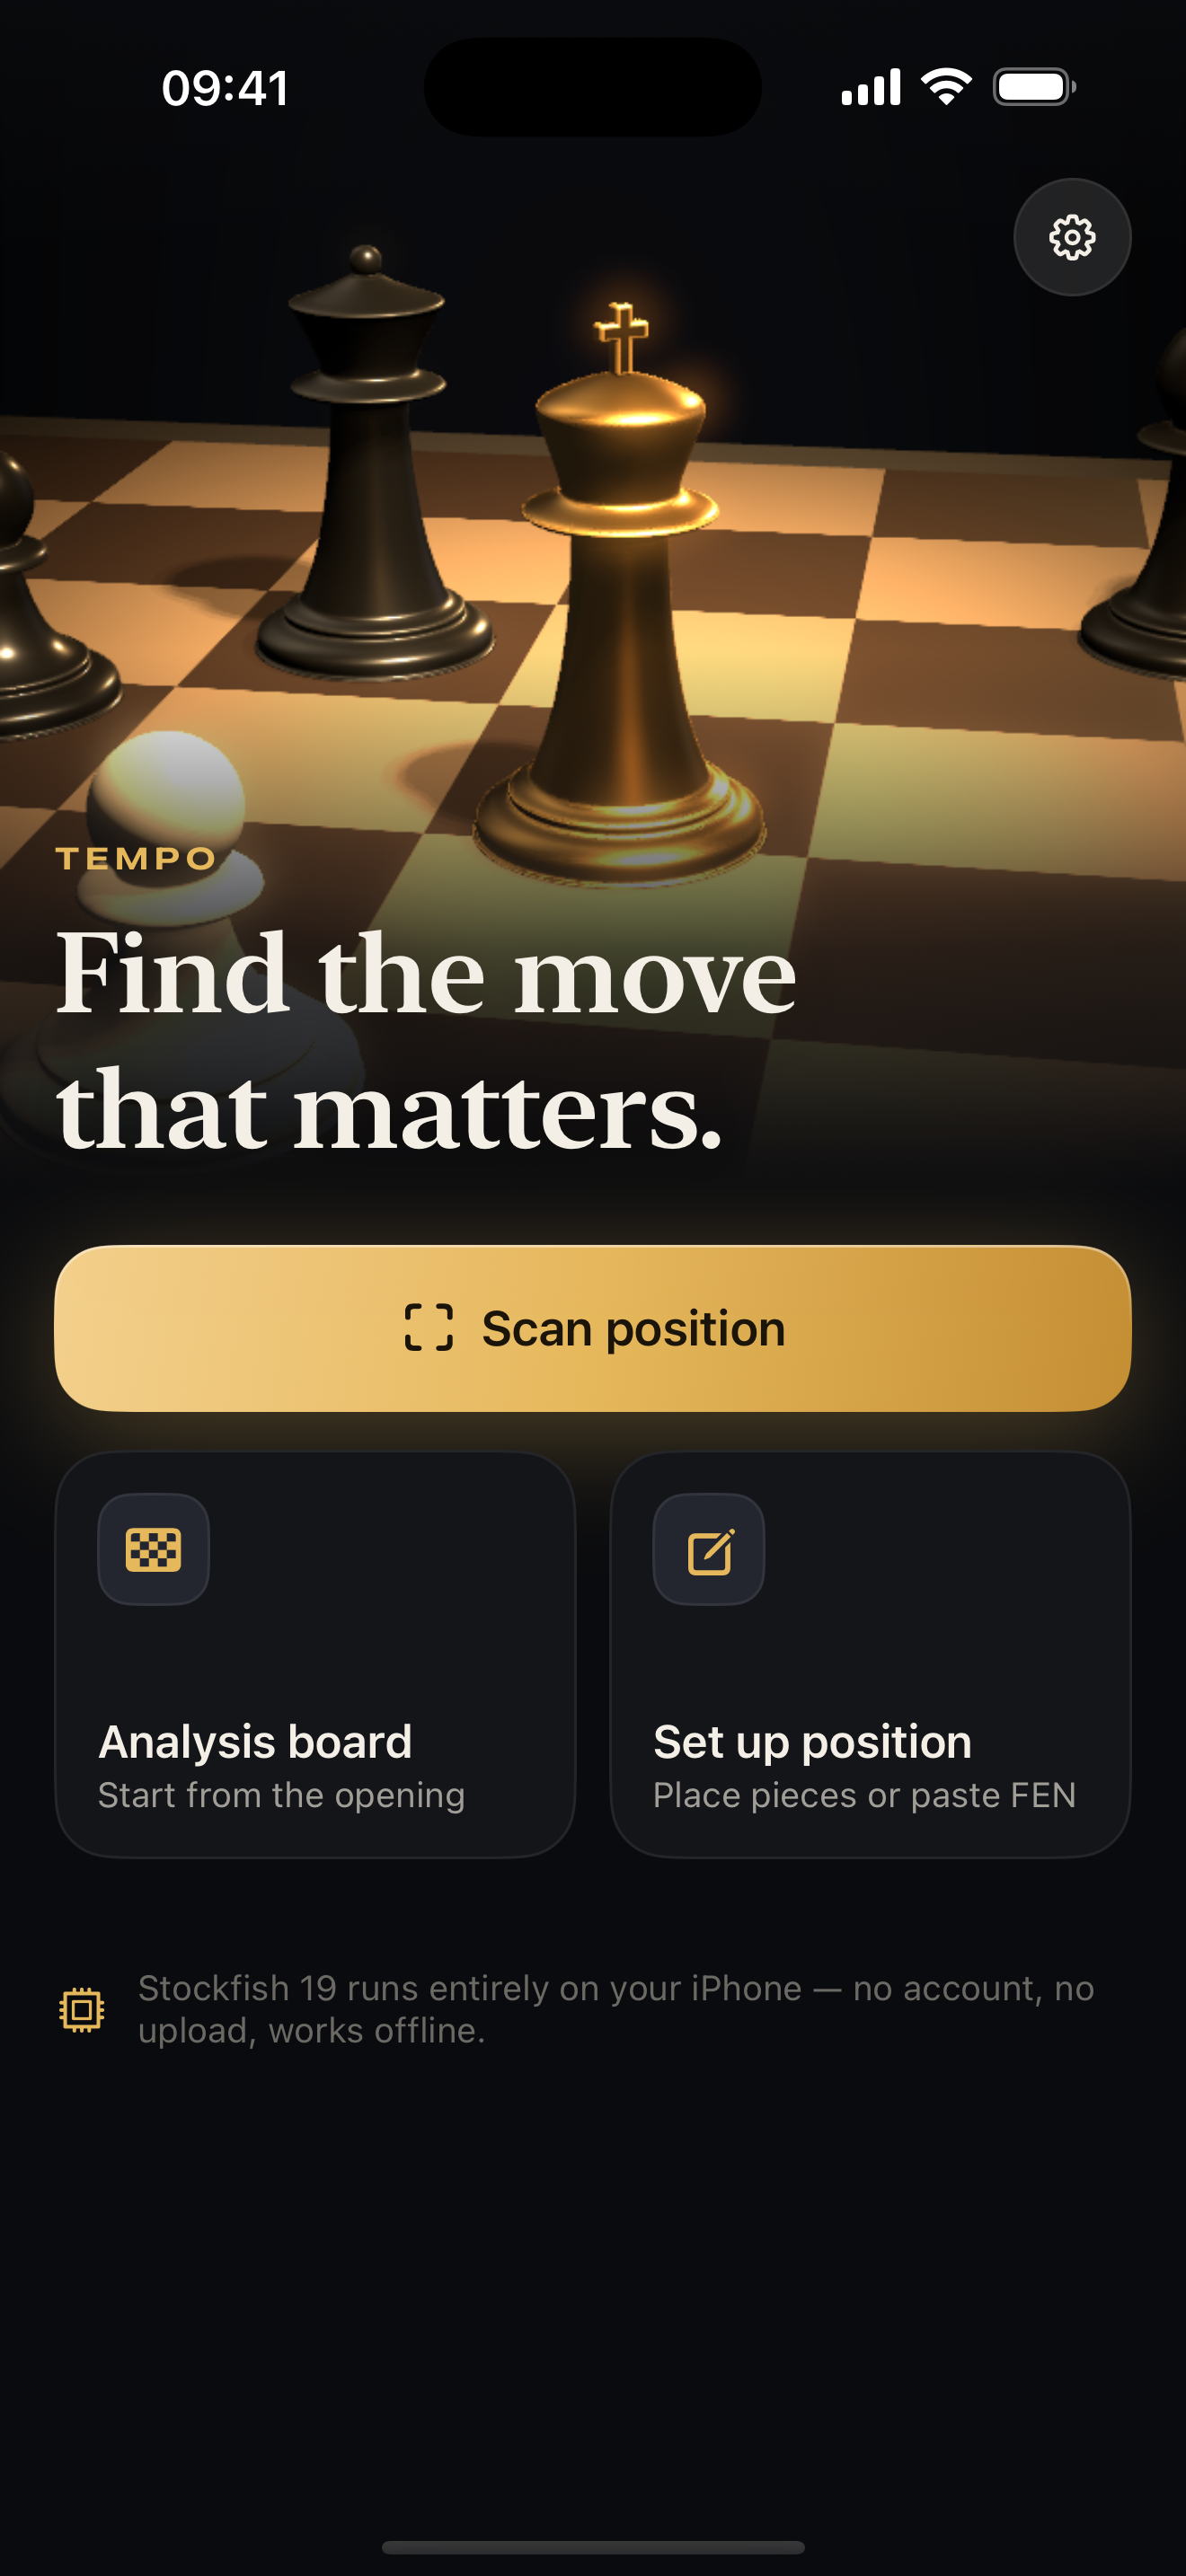 09:41
TEMPO
Find the move
that matters.
Scan position
Analysis board
Start from the opening
Set up position
Place pieces or paste FEN
Stockfish 19 runs entirely on your iPhone — no account, no
upload, works offline.